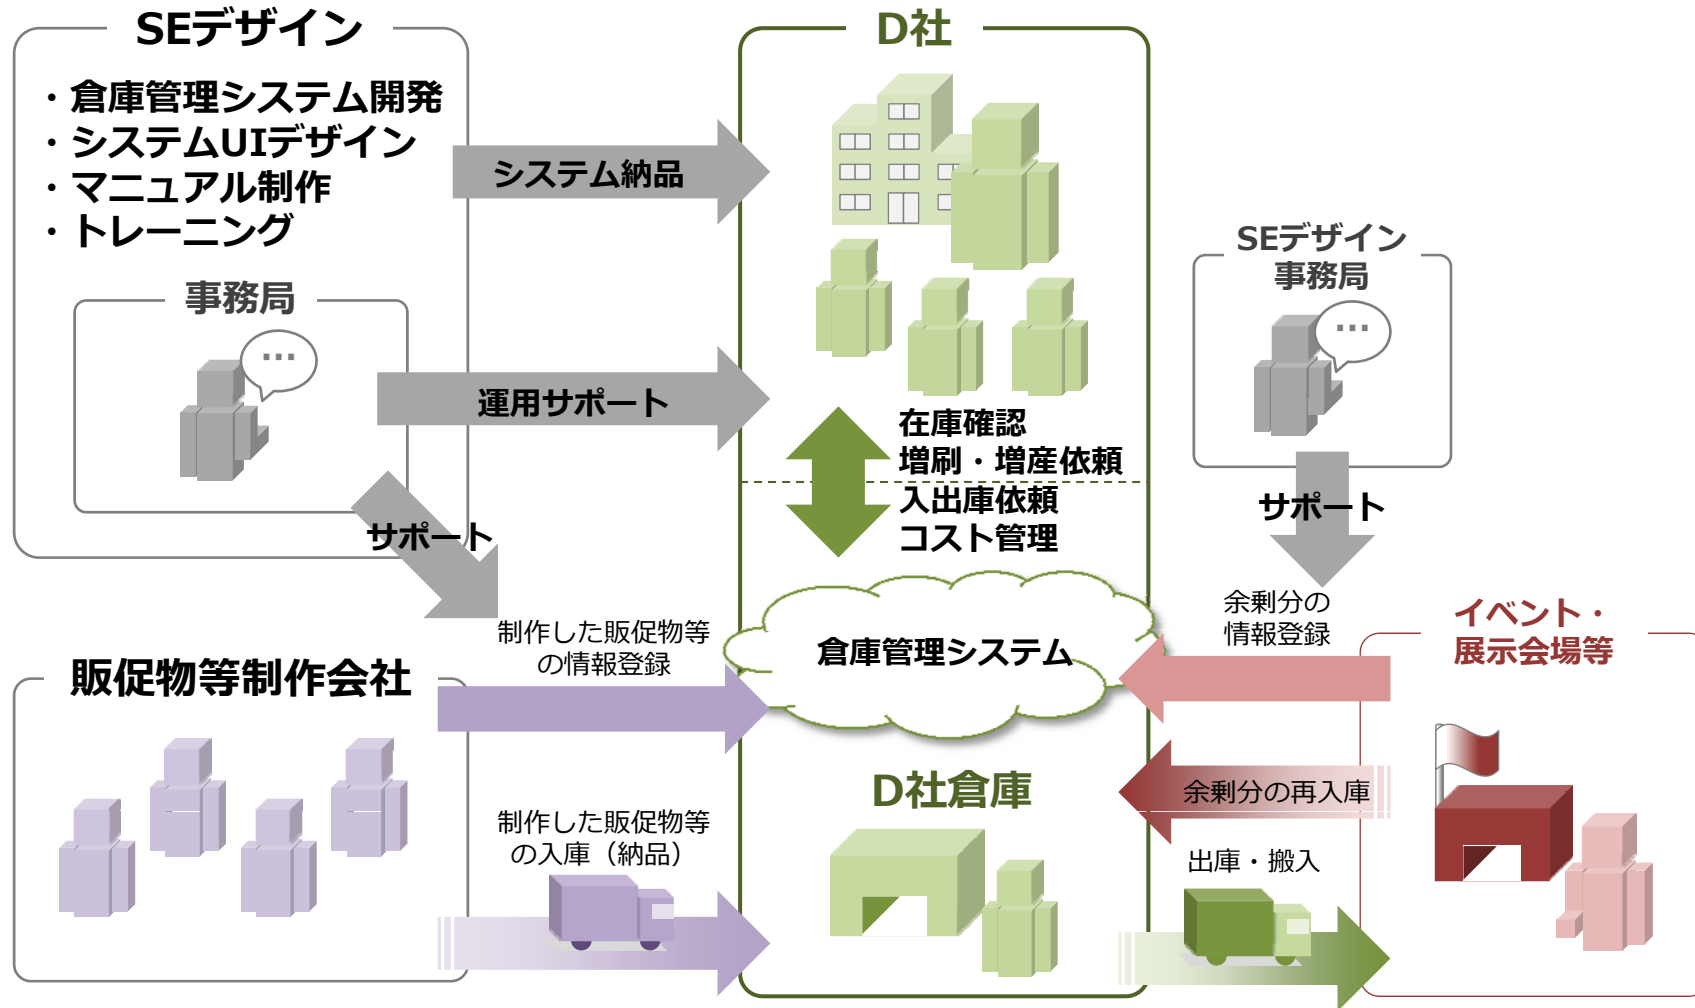 SEデザイン
・倉庫管理システム開発
・システムUIデザイン
・マニュアル制作
・トレーニング
事務局
…
システム納品
運用サポート
サポート
D社
在庫確認
増刷・増産依頼
入出庫依頼
コスト管理
倉庫管理システム
D社倉庫
SEデザイン
事務局
…
サポート
販促物等制作会社
制作した販促物等
の情報登録
制作した販促物等
の入庫（納品）
余剰分の
情報登録
イベント・
展示会場等
余剰分の再入庫
出庫・搬入